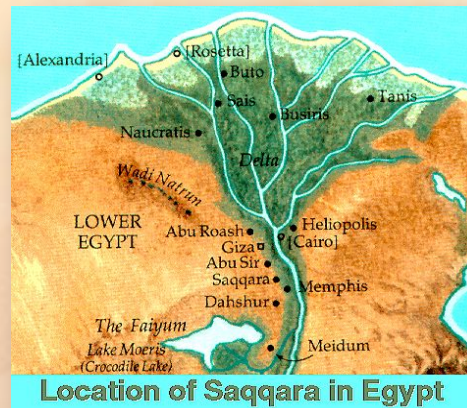 [Alexandria]
[Rosetta]
Buto
Sais
Busiris
Tanis
Naucratis
Delta
Wadi Natrun
LOWER
EGYPT
Abu Roash
Heliopolis
Giza
[Cairo]
Abu Sir
Saqqara
Memphis
Dahshur
The Faiyum
Lake Moeris
(Crocodile Lake)
Meidum
Location of Saqqara in Egypt